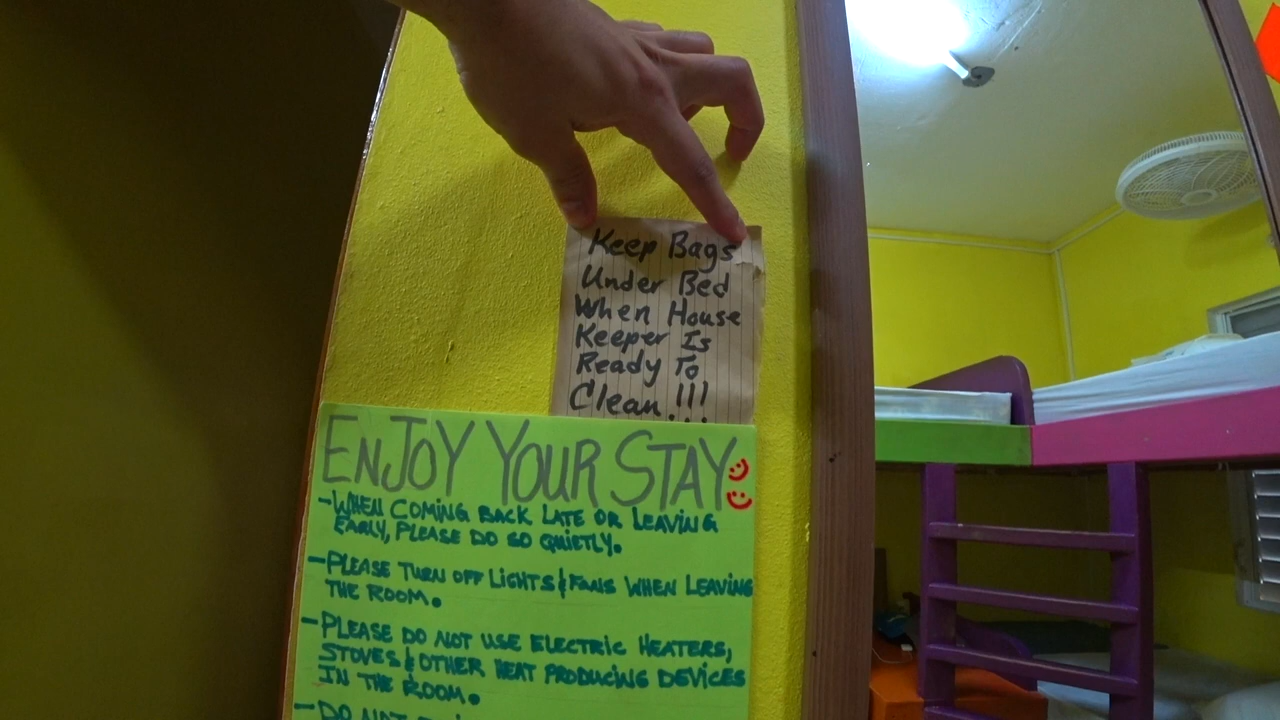 Keep Bags
Under Bed
When House
Keeper Is
Ready To
Clean!!!
ENJOY YOUR STAY
-WHEN COMING BACK LATE OR LEAVING
EARLY, PLEASE DO SO QUIETLY.
-PLEASE TURN OFF LIGHTS & FANS WHEN LEAVING
THE ROOM.
-PLEASE DO NOT USE ELECTRIC HEATERS,
STOVES & OTHER HEAT PRODUCING DEVICES
IN THE ROOM.
-DO NOT